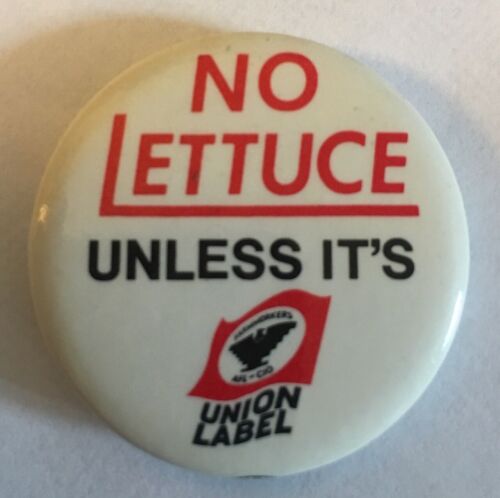 NO
LETTUCE
UNLESS IT'S
FARMWORKERS
AFL-CIO
UNION
LABEL